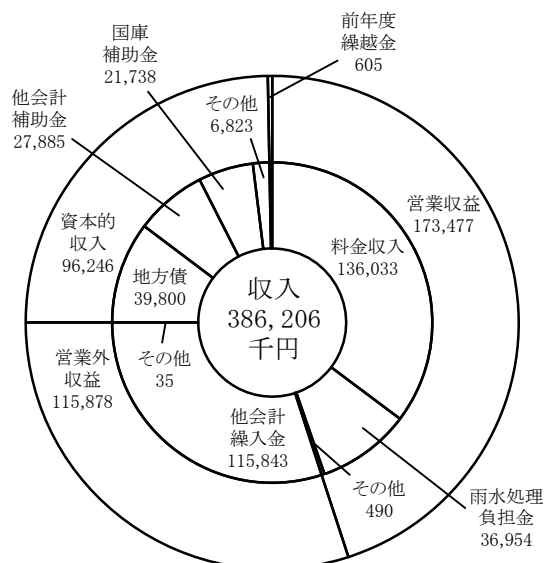 国庫
補助金
21,738
前年度
繰越金
605
他会計
補助金
27,885
その他
6,823
資本的
収入
96,246
営業収益
173,477
料金収入
136,033
地方債
39,800
収入
386,206
千円
営業外
収益
115,878
その他
35
他会計
繰入金
115,843
その他
490
雨水処理
負担金
36,954